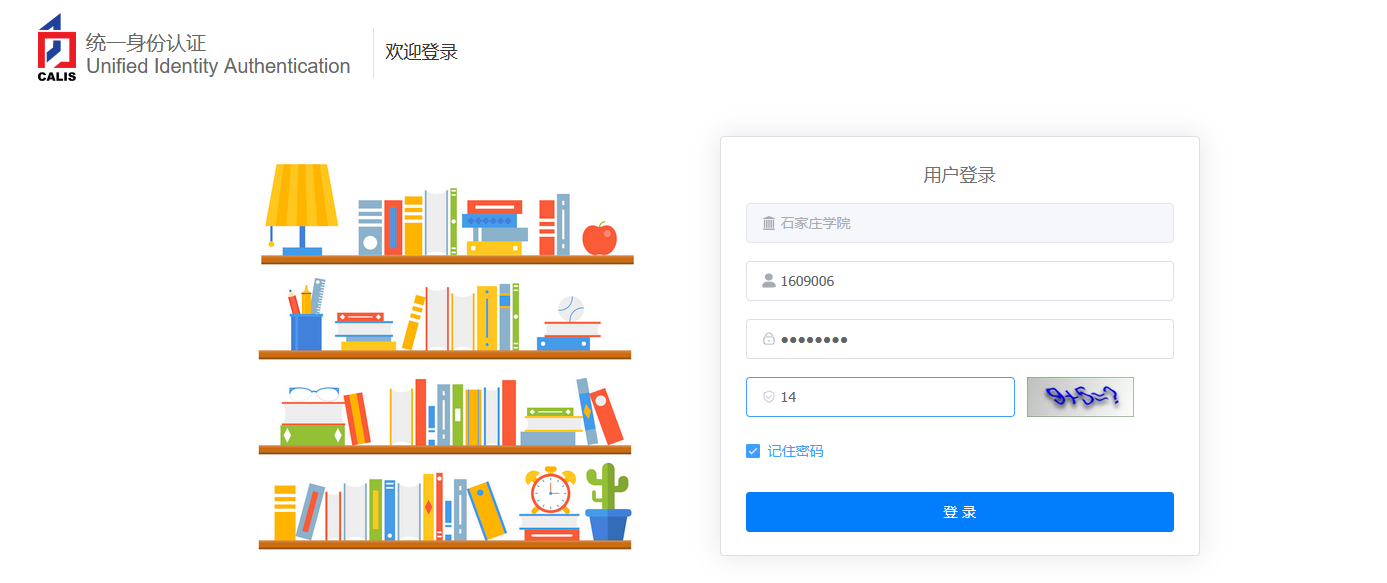 统一身份认证
Unified Identity Authentication
欢迎登录
CALIS
用户登录
石家庄学院
1609006
●●●●●●●●
14
9+5=?
记住密码
登 录